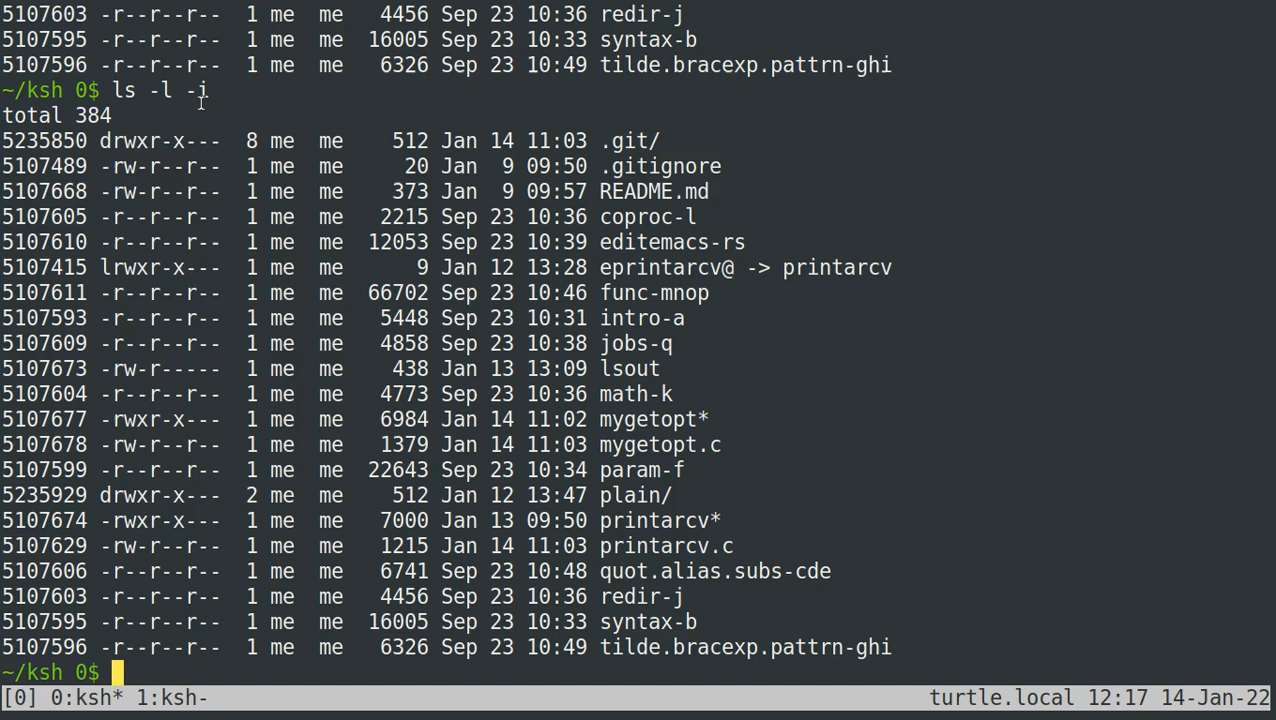 5107603 -r--r--r--  1 me  me   4456 Sep 23 10:36 redir-j
5107595 -r--r--r--  1 me  me  16005 Sep 23 10:33 syntax-b
5107596 -r--r--r--  1 me  me   6326 Sep 23 10:49 tilde.bracexp.pattrn-ghi
~/ksh 0$ ls -l -i
total 384
5235850 drwxr-x---  8 me  me    512 Jan 14 11:03 .git/
5107489 -rw-r--r--  1 me  me     20 Jan  9 09:50 .gitignore
5107668 -rw-r--r--  1 me  me    373 Jan  9 09:57 README.md
5107605 -r--r--r--  1 me  me   2215 Sep 23 10:36 coproc-l
5107610 -r--r--r--  1 me  me  12053 Sep 23 10:39 editemacs-rs
5107415 lrwxr-x---  1 me  me      9 Jan 12 13:28 eprintarcv@ -> printarcv
5107611 -r--r--r--  1 me  me  66702 Sep 23 10:46 func-mnop
5107593 -r--r--r--  1 me  me   5448 Sep 23 10:31 intro-a
5107609 -r--r--r--  1 me  me   4858 Sep 23 10:38 jobs-q
5107673 -rw-r-----  1 me  me    438 Jan 13 13:09 lsout
5107604 -r--r--r--  1 me  me   4773 Sep 23 10:36 math-k
5107677 -rwxr-x---  1 me  me   6984 Jan 14 11:02 mygetopt*
5107678 -rw-r--r--  1 me  me   1379 Jan 14 11:03 mygetopt.c
5107599 -r--r--r--  1 me  me  22643 Sep 23 10:34 param-f
5235929 drwxr-x---  2 me  me    512 Jan 12 13:47 plain/
5107674 -rwxr-x---  1 me  me   7000 Jan 13 09:50 printarcv*
5107629 -rw-r--r--  1 me  me   1215 Jan 14 11:03 printarcv.c
5107606 -r--r--r--  1 me  me   6741 Sep 23 10:48 quot.alias.subs-cde
5107603 -r--r--r--  1 me  me   4456 Sep 23 10:36 redir-j
5107595 -r--r--r--  1 me  me  16005 Sep 23 10:33 syntax-b
5107596 -r--r--r--  1 me  me   6326 Sep 23 10:49 tilde.bracexp.pattrn-ghi
~/ksh 0$
[0] 0:ksh* 1:ksh- turtle.local 12:17 14-Jan-22